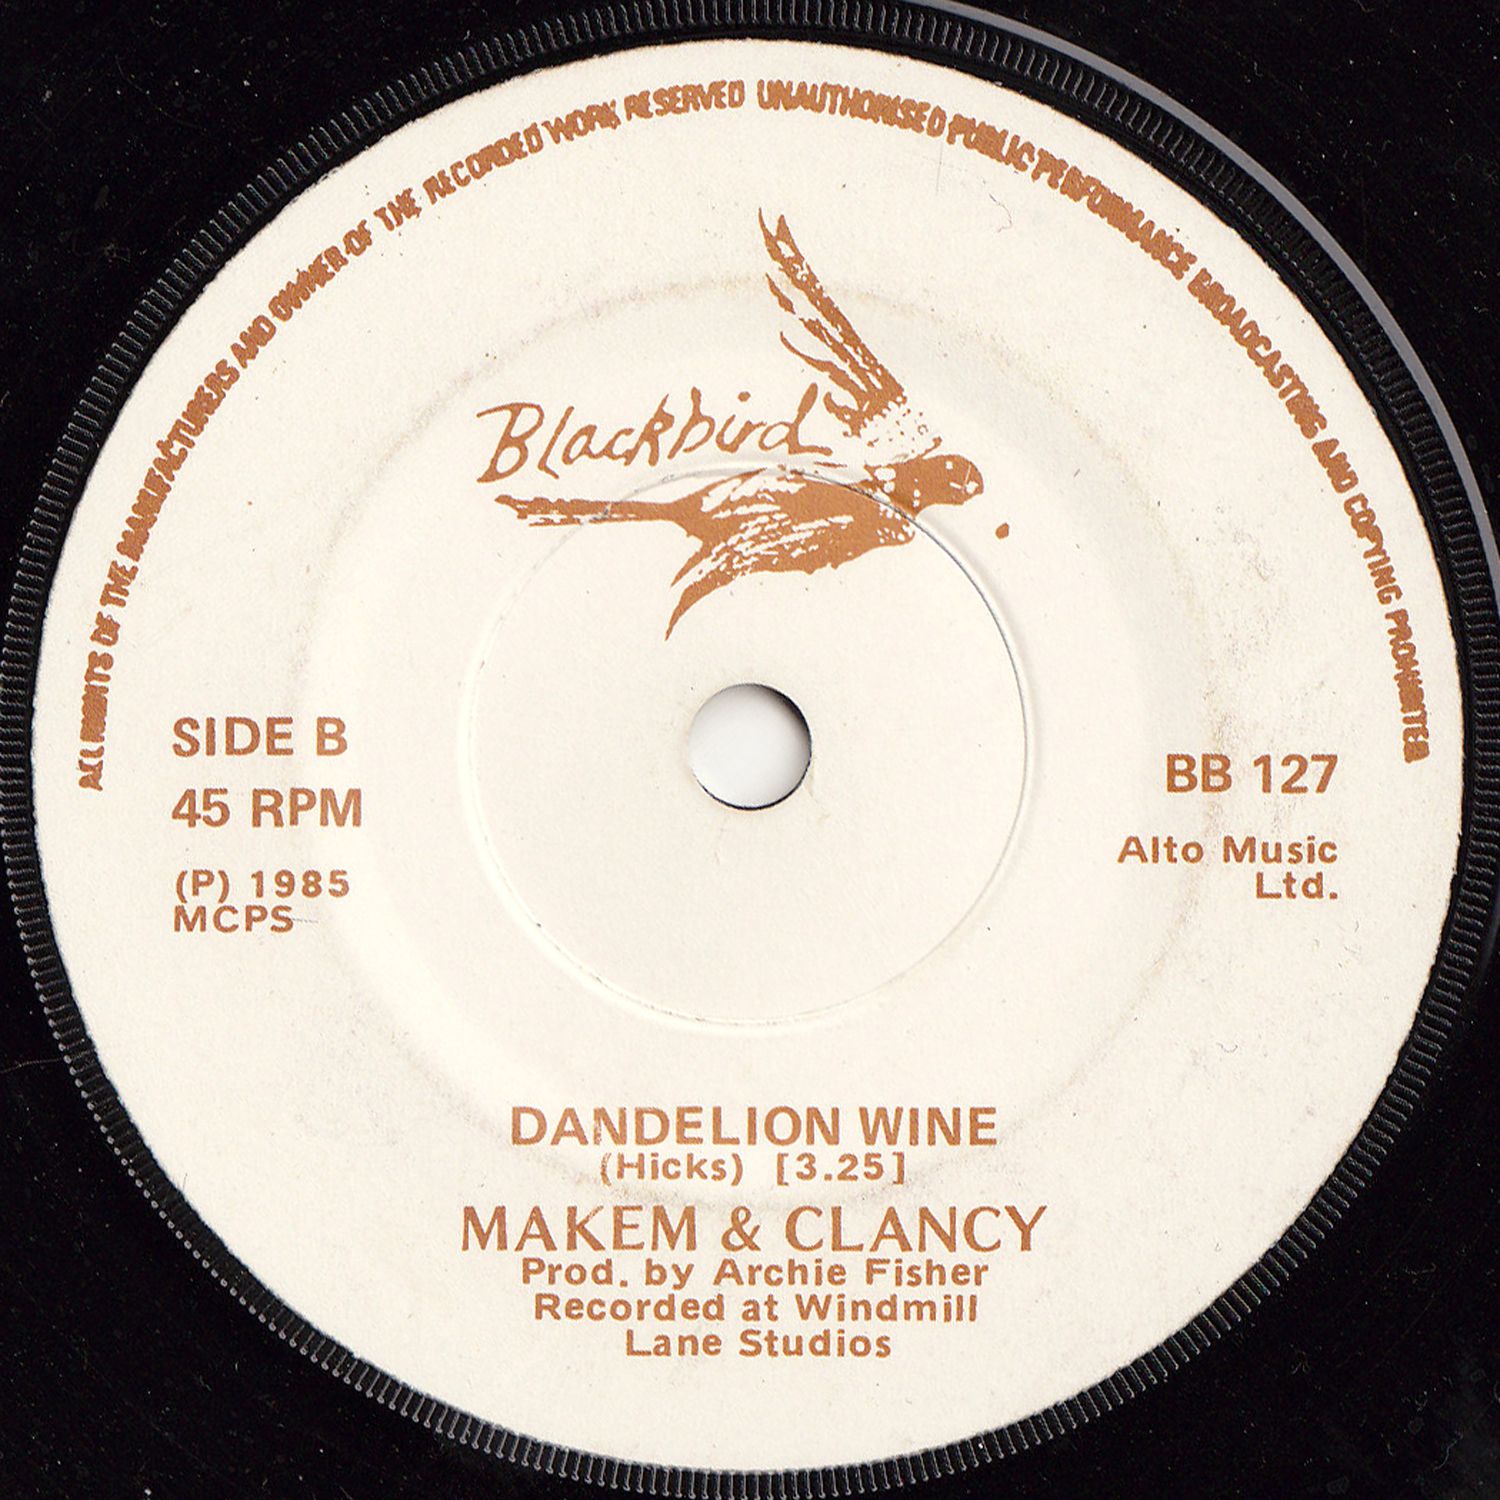 ALL RIGHTS OF THE MANUFACTURERS AND OWNER OF THE RECORDED WORK RESERVED UNAUTHORISED PUBLIC PERFORMANCE BROADCASTING AND COPYING PROHIBITED
Blackbird
SIDE B
45 RPM
(P) 1985
MCPS
BB 127
Alto Music
Ltd.
DANDELION WINE
(Hicks) [3.25]
MAKEM & CLANCY
Prod. by Archie Fisher
Recorded at Windmill
Lane Studios